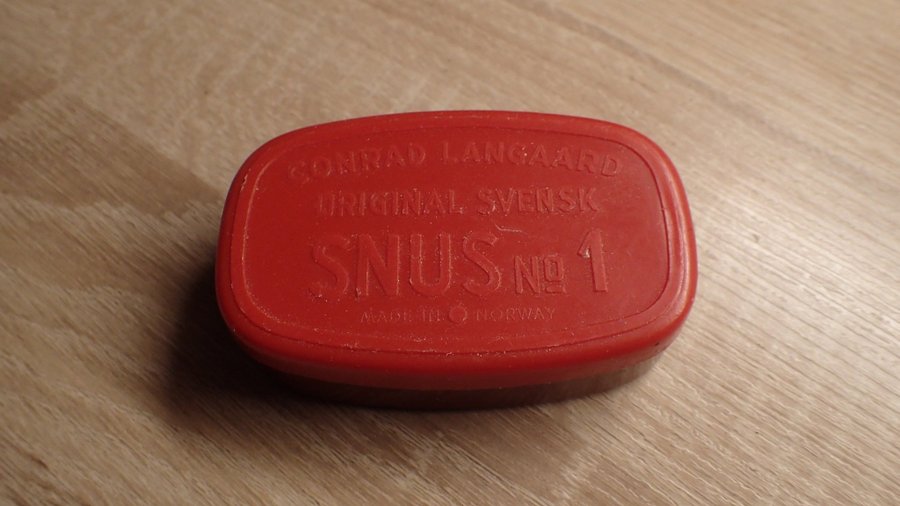 CONRAD LANGAARD
ORIGINAL SVENSK
SNUS No 1
MADE IN NORWAY